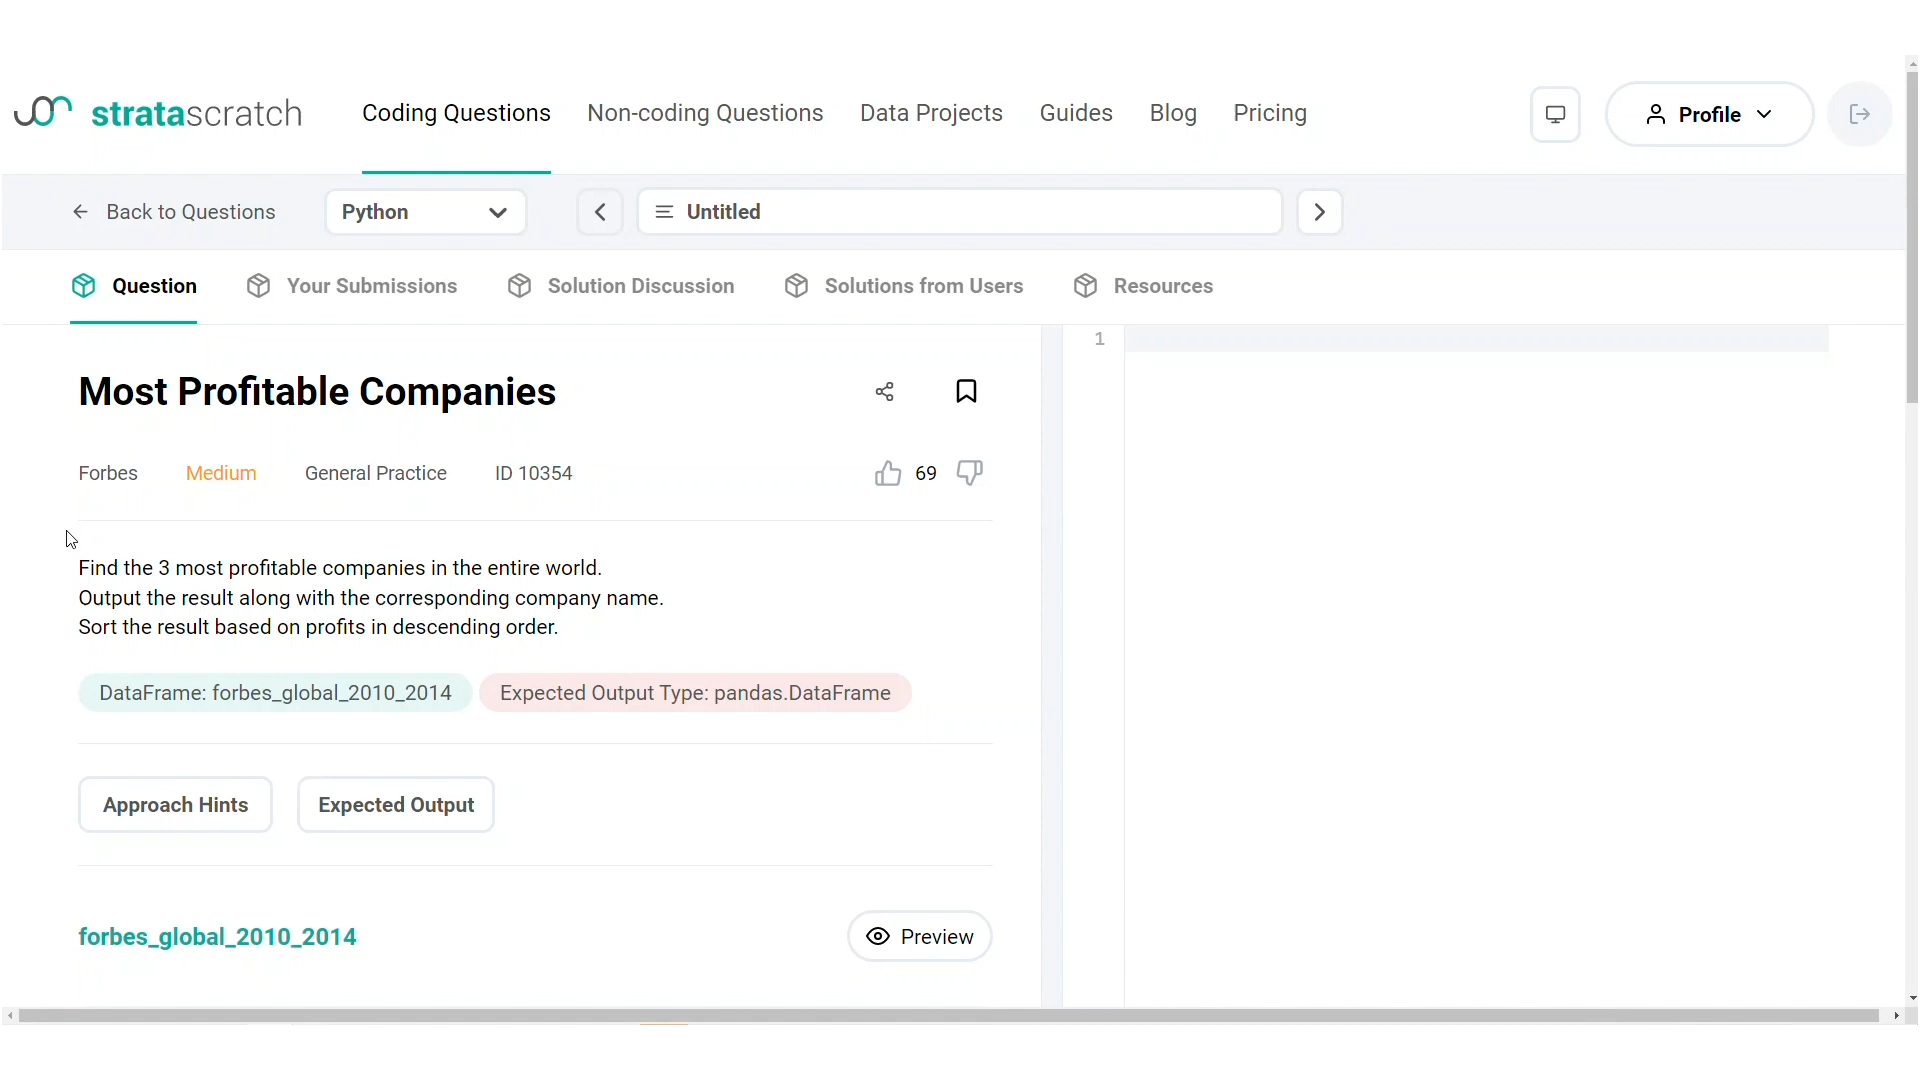 stratascratch
Coding Questions
Non-coding Questions
Data Projects
Guides
Blog
Pricing
Profile
Back to Questions
Python
Untitled
Question
Your Submissions
Solution Discussion
Solutions from Users
Resources
Most Profitable Companies
Forbes
Medium
General Practice
ID 10354
69
Find the 3 most profitable companies in the entire world.
Output the result along with the corresponding company name.
Sort the result based on profits in descending order.
DataFrame: forbes_global_2010_2014
Expected Output Type: pandas.DataFrame
Approach Hints
Expected Output
forbes_global_2010_2014
Preview
1